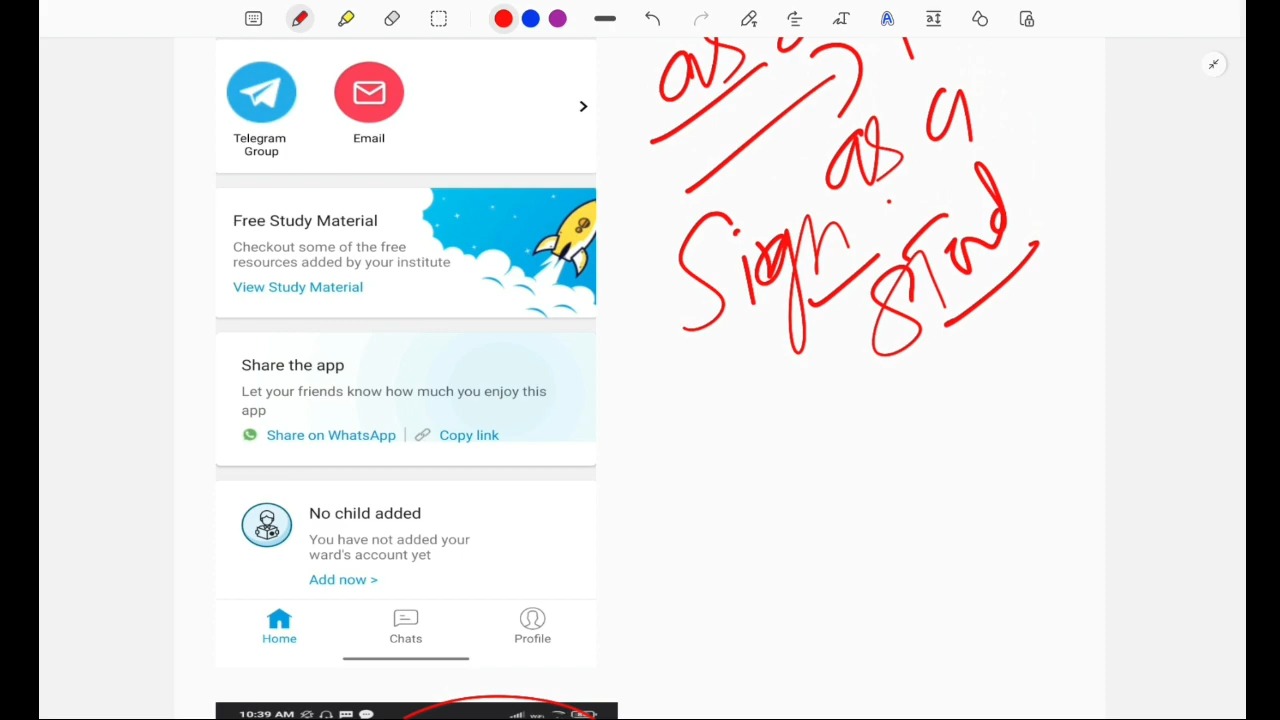 Telegram
Group
Email
Free Study Material
Checkout some of the free
resources added by your institute
View Study Material
Share the app
Let your friends know how much you enjoy this
app
Share on WhatsApp
Copy link
No child added
You have not added your
ward's account yet
Add now >
Home
Chats
Profile
10:39 AM
as
as a